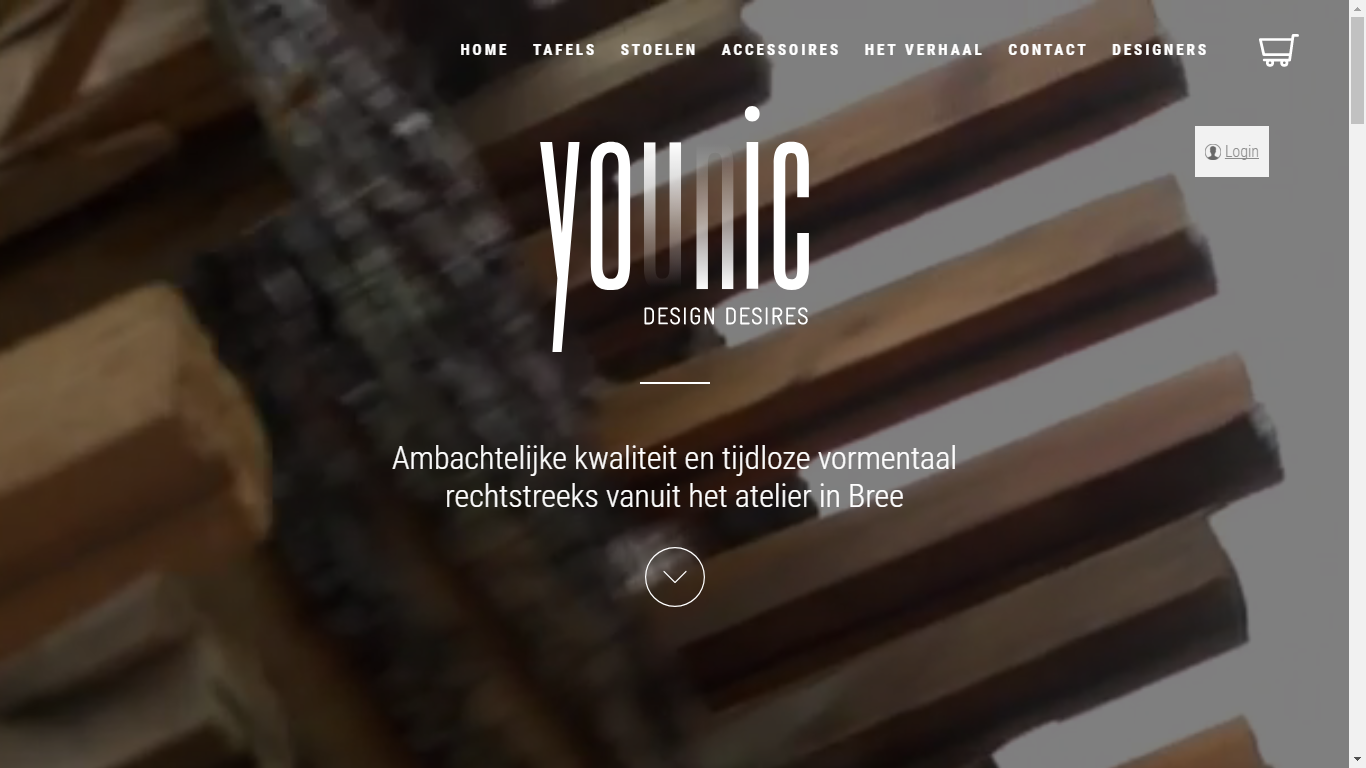 HOME TAFELS STOELEN ACCESSOIRES HET VERHAAL CONTACT DESIGNERS
Login
younic
DESIGN DESIRES
Ambachtelijke kwaliteit en tijdloze vormentaal
rechtstreeks vanuit het atelier in Bree